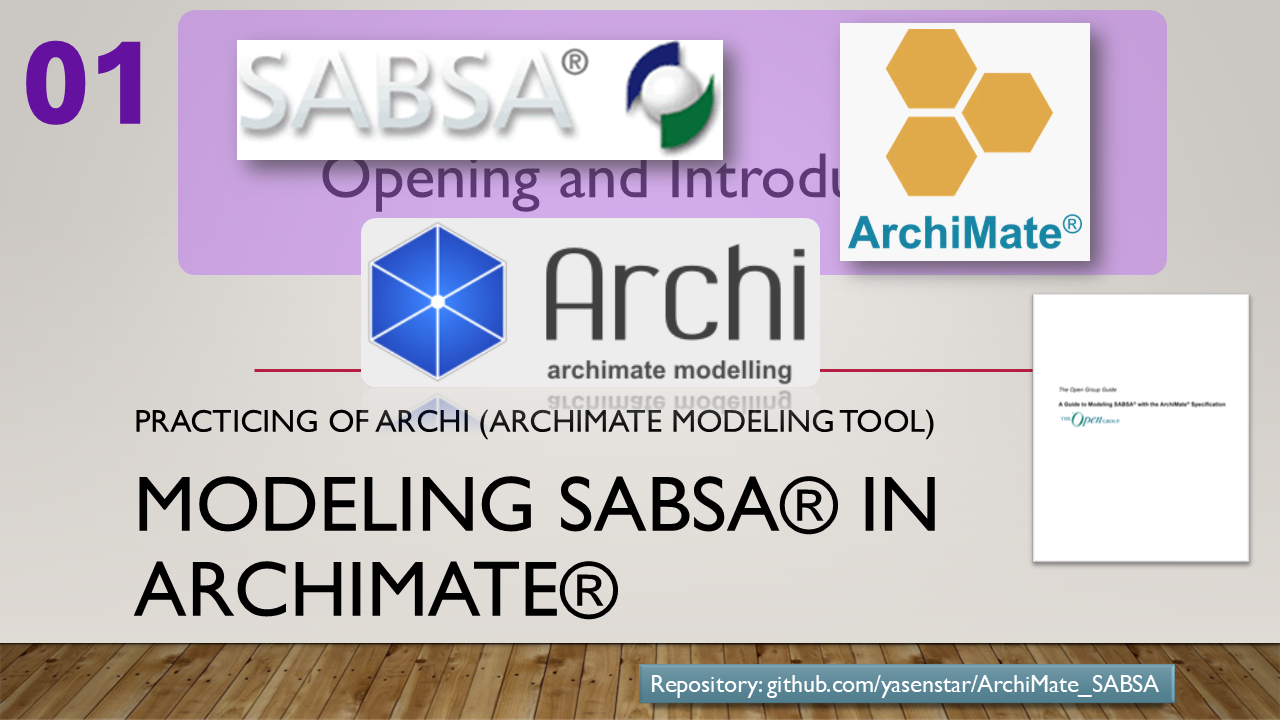 01
SABSA®
Opening and
ArchiMate®
Archi
archimate modelling
The Open Group Guide
A Guide to Modeling SABSA® with the ArchiMate® Specification
THE Open GROUP
PRACTICING OF ARCHI (ARCHIMATE MODELING TOOL)
MODELING SABSA® IN
ARCHIMATE®
Repository: github.com/yasenstar/ArchiMate_SABSA